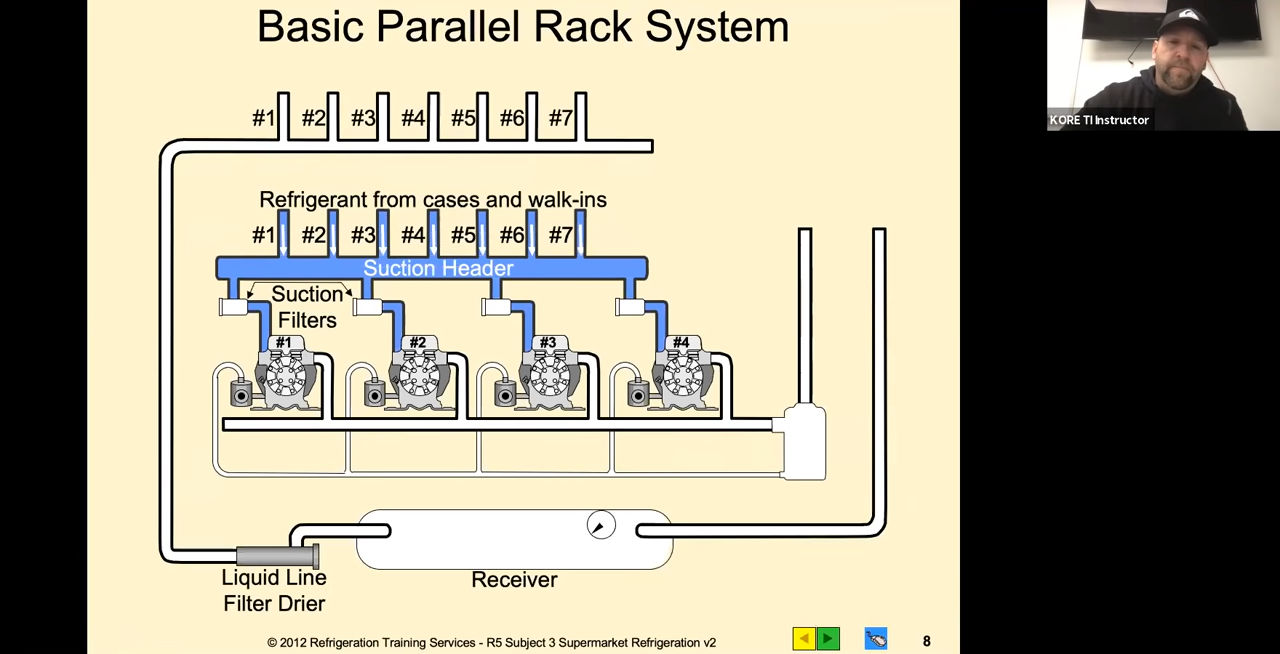 Basic Parallel Rack System
#1 #2 #3 #4 #5 #6 #7
Refrigerant from cases and walk-ins
#1 #2 #3 #4 #5 #6 #7
Suction Header
Suction
Filters
#1 #2 #3 #4
Liquid Line
Filter Drier
Receiver
© 2012 Refrigeration Training Services - R5 Subject 3 Supermarket Refrigeration v2
8
KORE TI Instructor